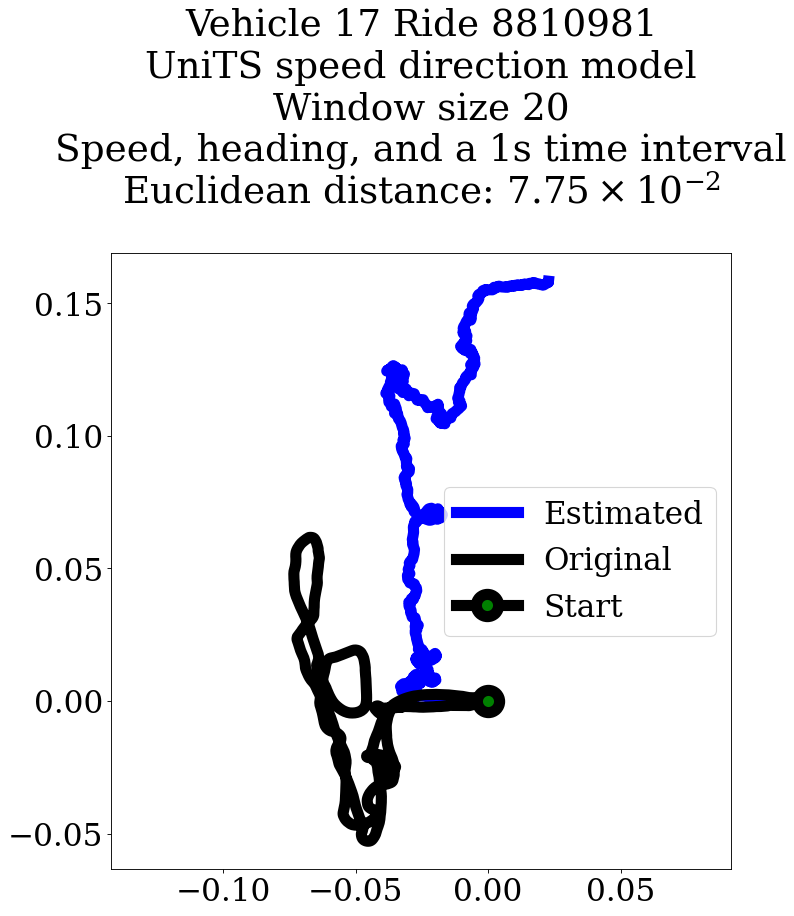 Vehicle 17 Ride 8810981
UniTS speed direction model
Window size 20
Speed, heading, and a 1s time interval
Euclidean distance: 7.75 × 10⁻²
0.15
0.10
0.05
0.00
−0.05
Estimated
Original
Start
−0.10
−0.05
0.00
0.05